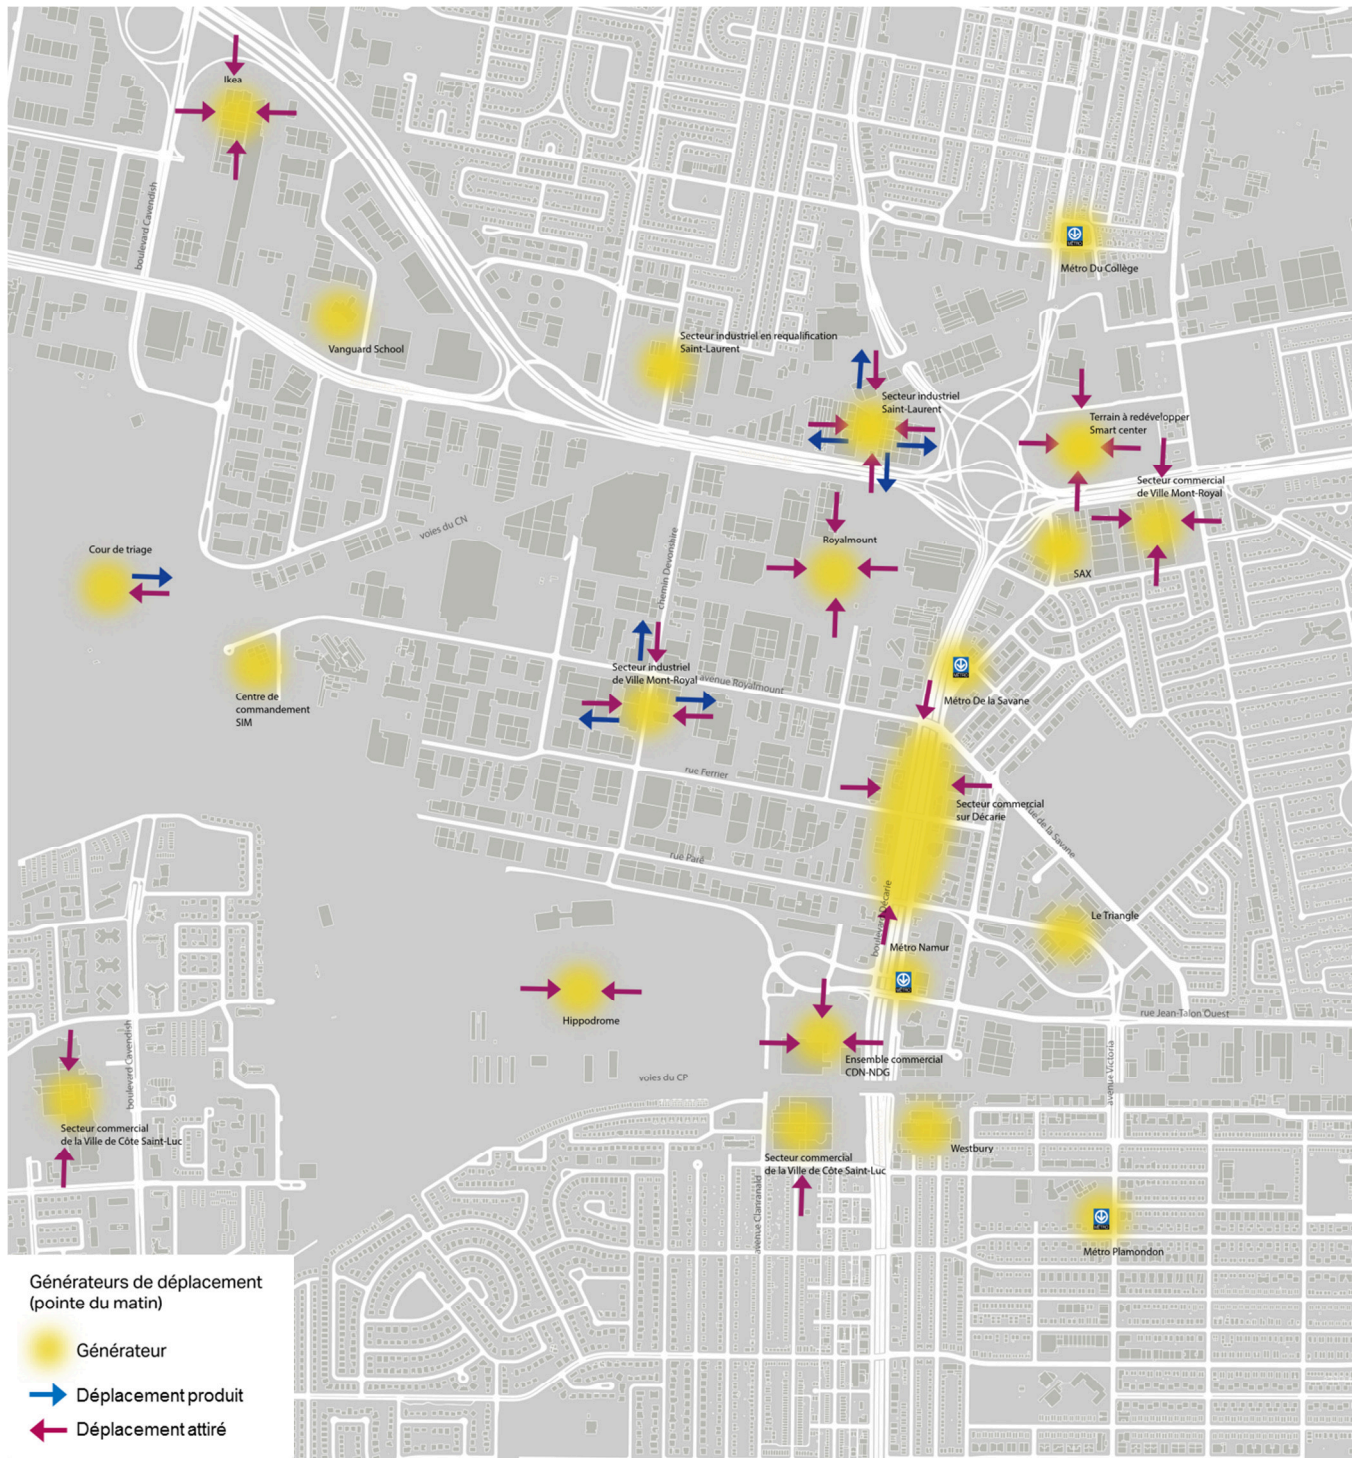 Ikea
boulevard Cavendish
Métro Du Collège
Vanguard School
Secteur industriel en requalification
Saint-Laurent
Secteur industriel
Saint-Laurent
Terrain à redévelopper
Smart center
Secteur commercial
de Ville Mont-Royal
voies du CN
chemin Devonshire
Royalmount
Cour de triage
SAX
Secteur industriel
de Ville Mont-Royal
avenue Royalmount
Métro De la Savane
Centre de
commandement
SIM
rue Ferrier
Secteur commercial
sur Décarie
rue de la Savane
rue Paré
boulevard Décarie
Le Triangle
Métro Namur
Hippodrome
rue Jean-Talon Ouest
boulevard Cavendish
Ensemble commercial
CDN-NDG
voies du CP
avenue Victoria
Secteur commercial
de la Ville de Côte Saint-Luc
Westbury
Secteur commercial
de la Ville de Côte Saint-Luc
avenue Clanranald
Métro Plamondon
Générateurs de déplacement
(pointe du matin)
Générateur
Déplacement produit
Déplacement attiré